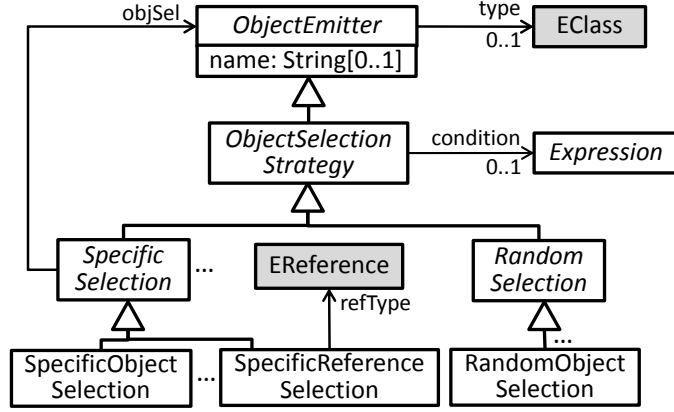 objSel
ObjectEmitter
type
EClass
0..1
name: String[0..1]
ObjectSelection
Strategy
condition
0..1
Expression
Specific
Selection
...
EReference
Random
Selection
refType
...
SpecificObject
Selection
...
SpecificReference
Selection
RandomObject
Selection